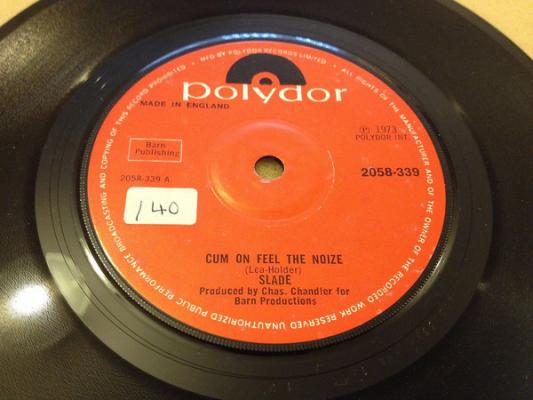 MFD BY POLYDOR RECORDS LIMITED · ALL RIGHTS OF THE MANUFACTURER AND OF THE OWNER OF THE RECORDED WORK RESERVED UNAUTHORIZED PUBLIC PERFORMANCE BROADCASTING AND COPYING OF THIS RECORD PROHIBITED ·
polydor
MADE IN ENGLAND
Barn
Publishing
℗ 1973
POLYDOR INT.
2058-339 A
2058-339
140
CUM ON FEEL THE NOIZE
(Lea-Holder)
SLADE
Produced by Chas. Chandler for
Barn Productions